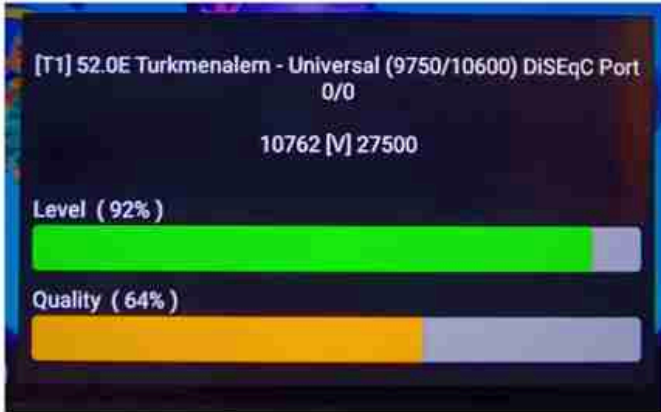 [T1] 52.0E Turkmenalem - Universal (9750/10600) DiSEqC Port
0/0
10762 [V] 27500
Level ( 92% )
Quality ( 64% )